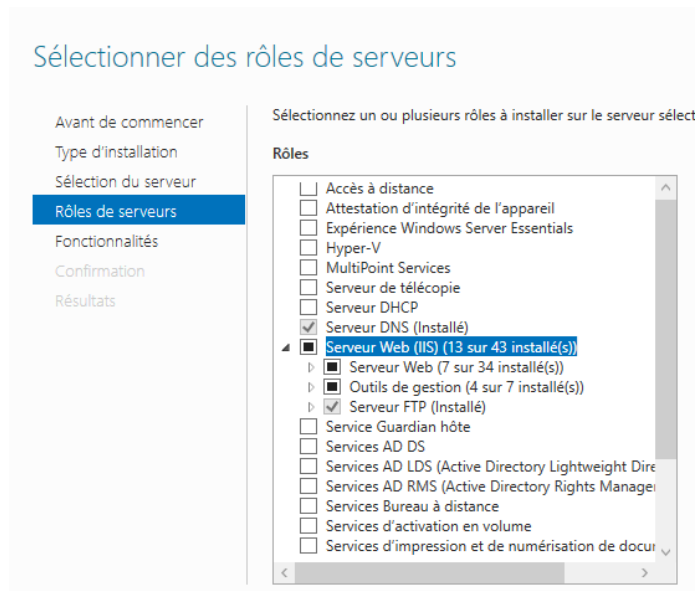 Sélectionner des rôles de serveurs
Avant de commencer
Type d'installation
Sélection du serveur
Rôles de serveurs
Fonctionnalités
Confirmation
Résultats
Sélectionnez un ou plusieurs rôles à installer sur le serveur sélect
Rôles
Accès à distance
Attestation d'intégrité de l'appareil
Expérience Windows Server Essentials
Hyper-V
MultiPoint Services
Serveur de télécopie
Serveur DHCP
Serveur DNS (Installé)
Serveur Web (IIS) (13 sur 43 installé(s))
Serveur Web (7 sur 34 installé(s))
Outils de gestion (4 sur 7 installé(s))
Serveur FTP (Installé)
Service Guardian hôte
Services AD DS
Services AD LDS (Active Directory Lightweight Dire
Services AD RMS (Active Directory Rights Manage
Services Bureau à distance
Services d'activation en volume
Services d'impression et de numérisation de docu